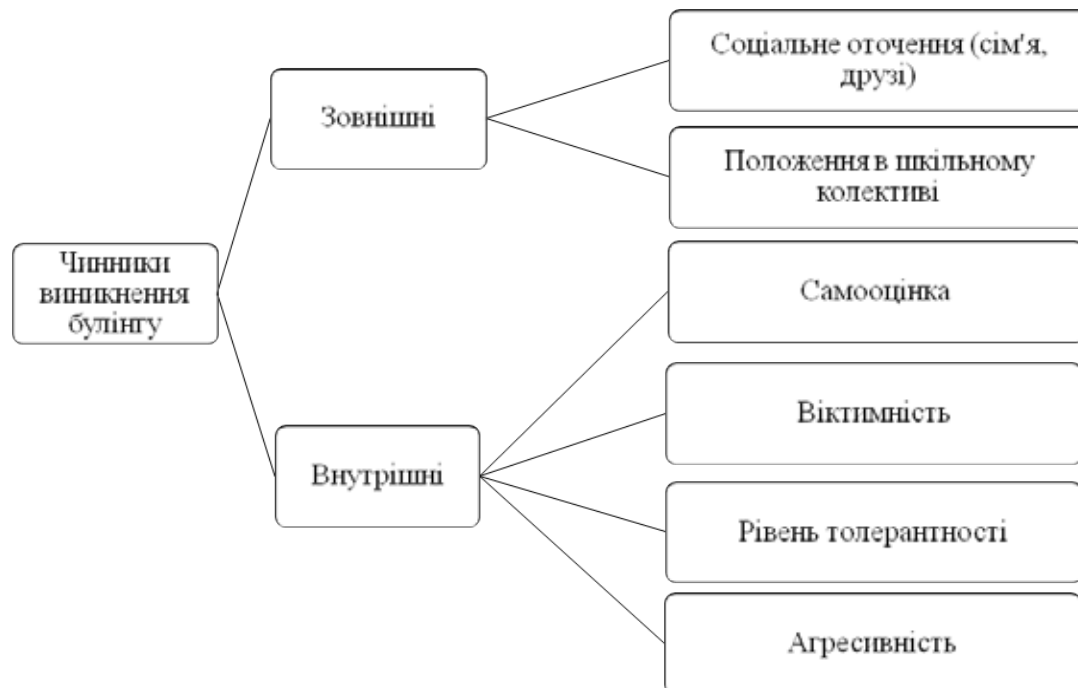 Соціальне оточення (сім'я,
друзі)
Зовнішні
Положення в шкільному
колективі
Чинники
виникнення
булінгу
Самооцінка
Віктимність
Внутрішні
Рівень толерантності
Агресивність